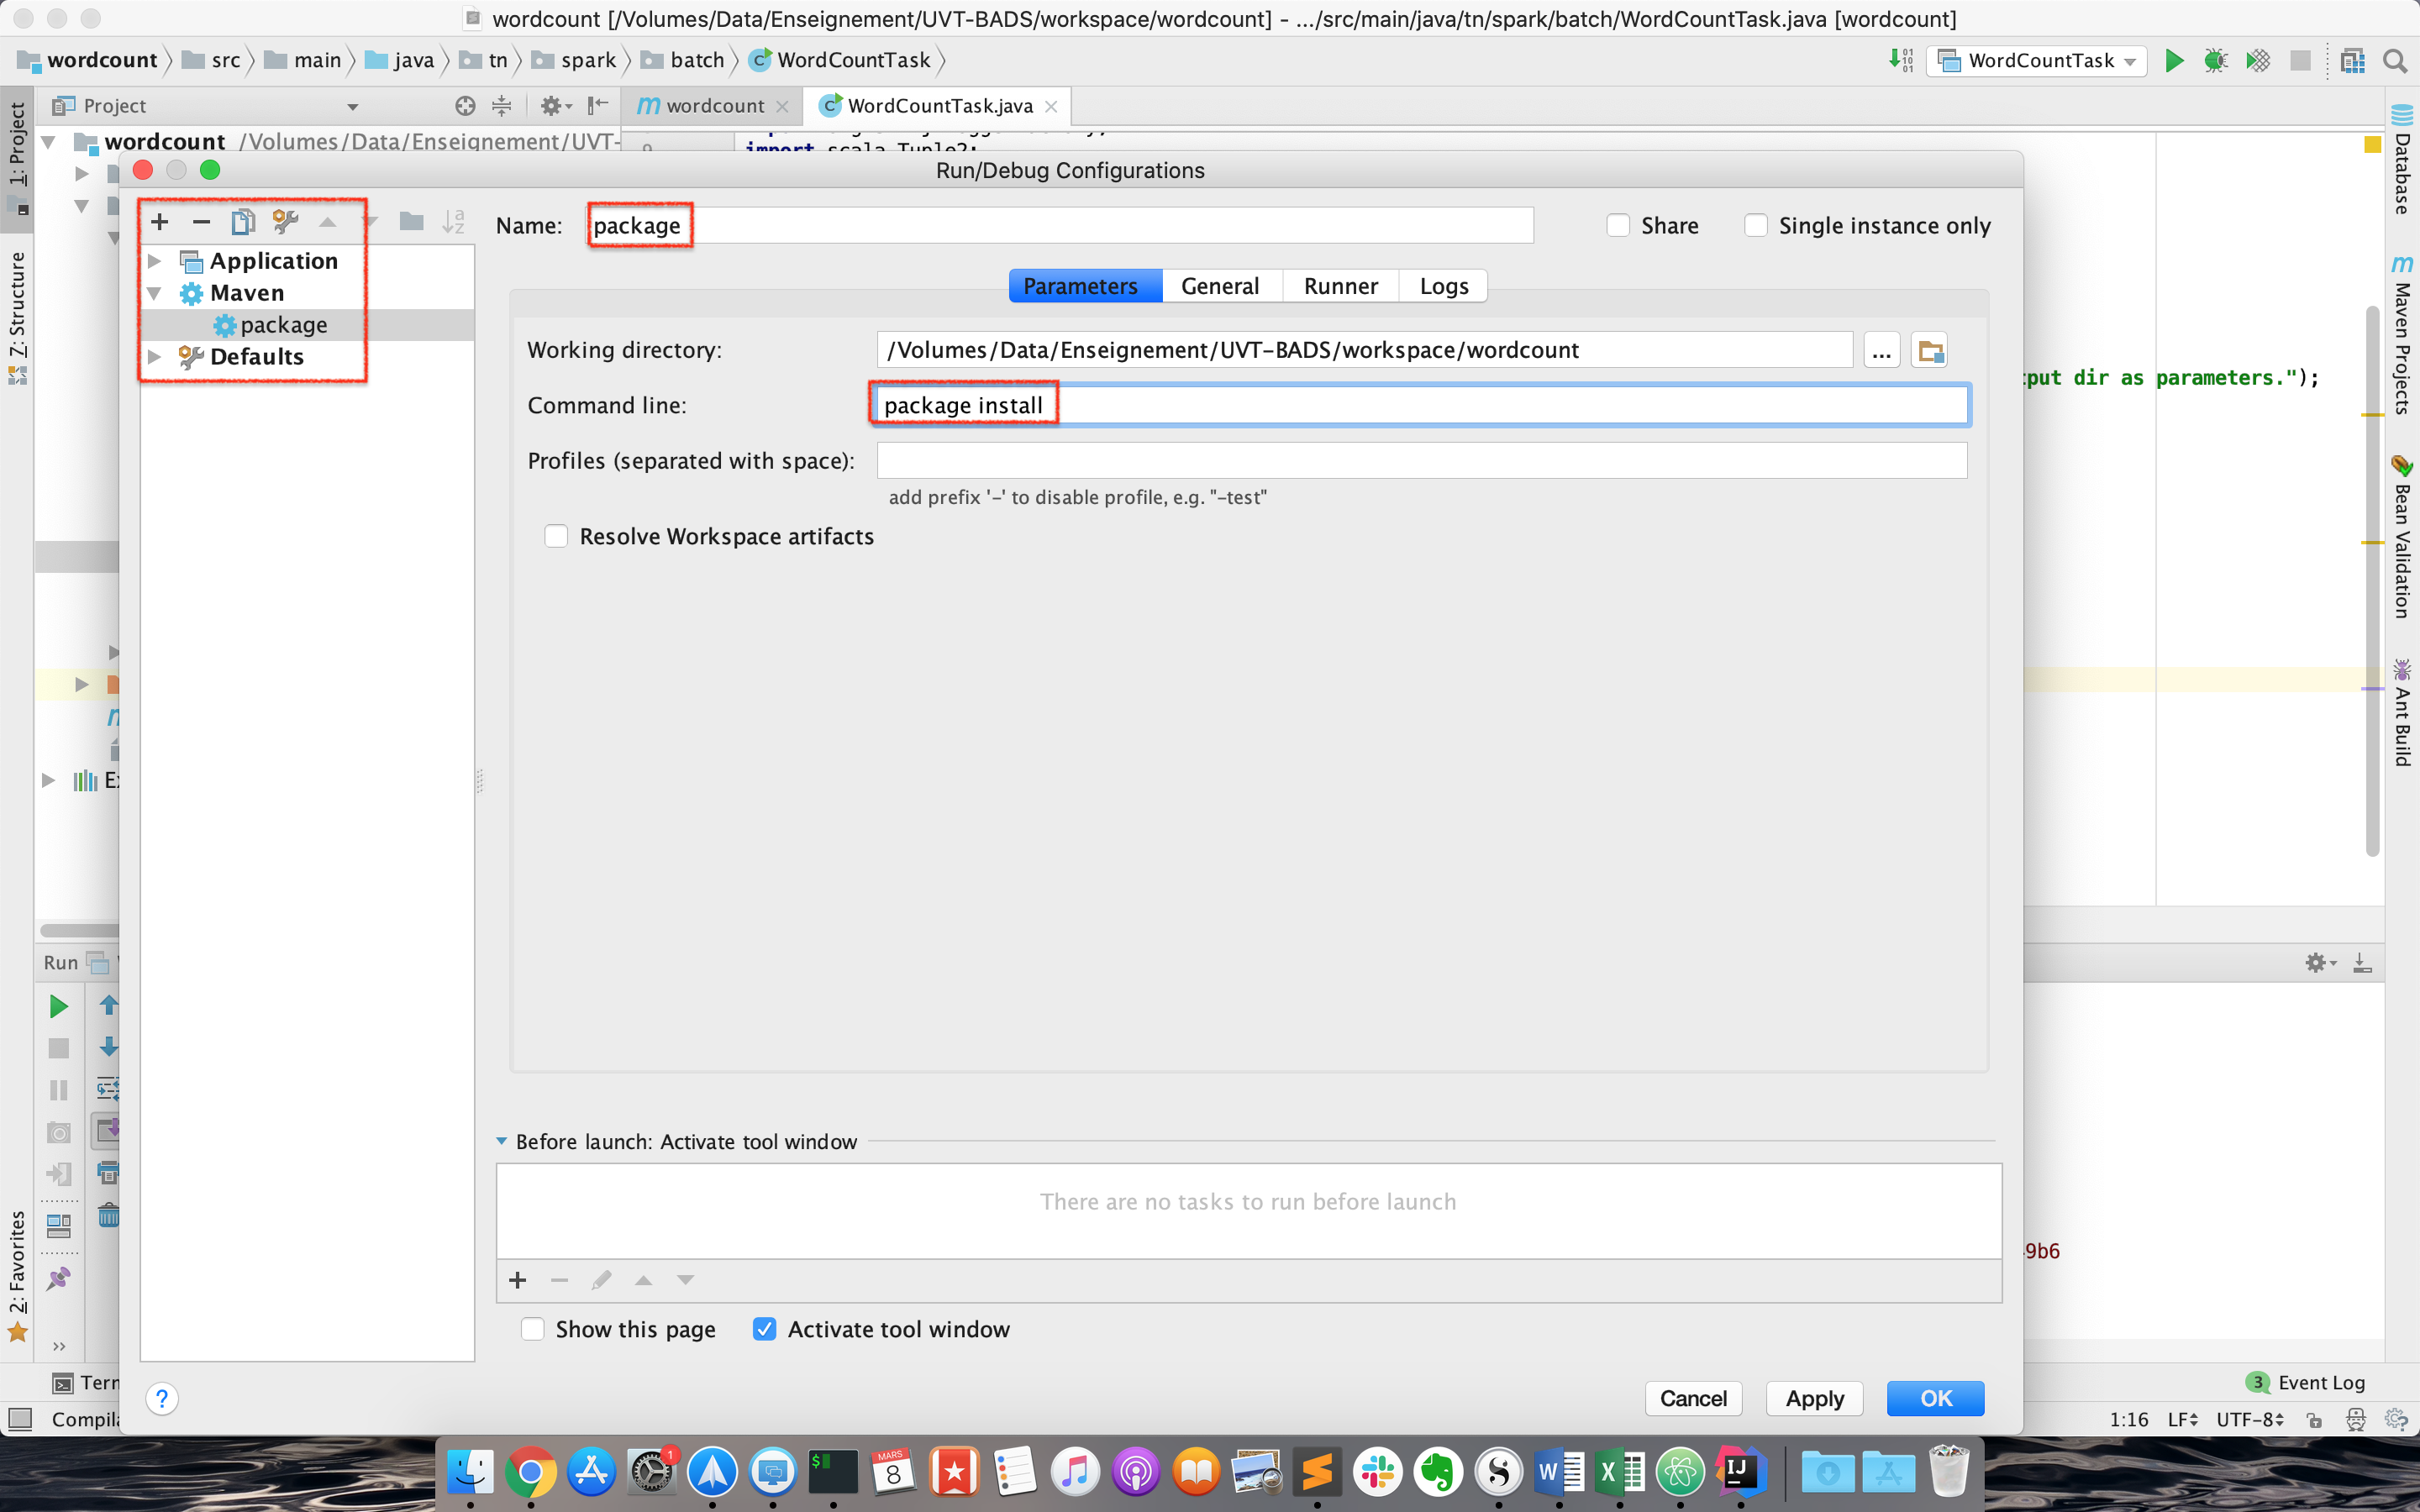 wordcount [/Volumes/Data/Enseignement/UVT-BADS/workspace/wordcount] - .../src/main/java/tn/spark/batch/WordCountTask.java [wordcount]
wordcount src main java tn spark batch WordCountTask
WordCountTask
Project
wordcount
WordCountTask.java
1: Project
7: Structure
2: Favorites
wordcount /Volumes/Data/Enseignement/UVT-
import scala.Tuple2;
Run/Debug Configurations
Application
Maven
package
Defaults
Name: package
Share
Single instance only
Parameters General Runner Logs
Working directory: /Volumes/Data/Enseignement/UVT-BADS/workspace/wordcount ...
Command line: package install
Profiles (separated with space):
add prefix '-' to disable profile, e.g. "-test"
Resolve Workspace artifacts
Before launch: Activate tool window
There are no tasks to run before launch
Show this page
Activate tool window
?
Cancel Apply OK
tput dir as parameters.");
9b6
Database
Maven Projects
Bean Validation
Ant Build
Run
3 Event Log
1:16 LF UTF-8
MARS
8
1
IJ